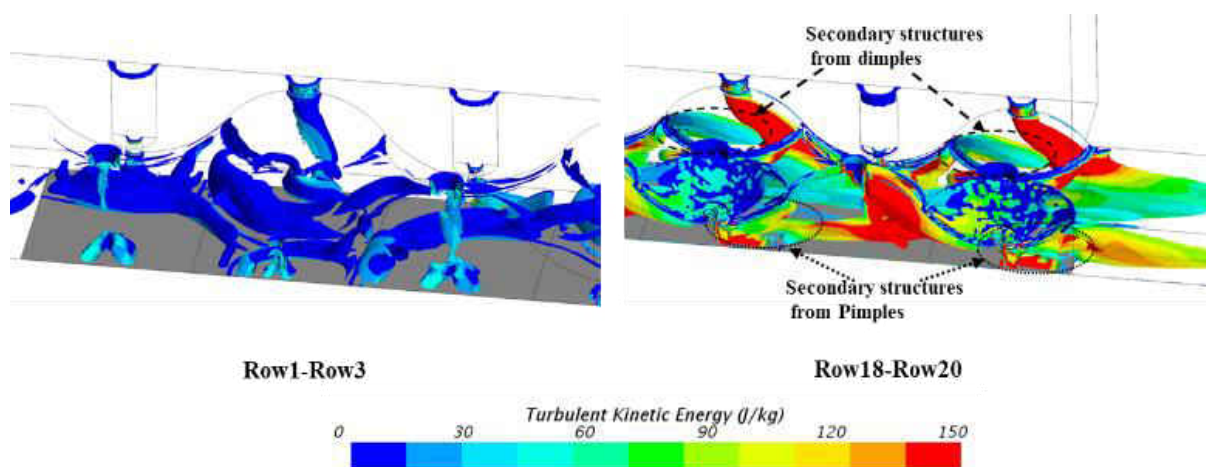 Secondary structures
from dimples
Secondary structures
from Pimples
Row1-Row3
Row18-Row20
Turbulent Kinetic Energy (J/kg)
0 30 60 90 120 150